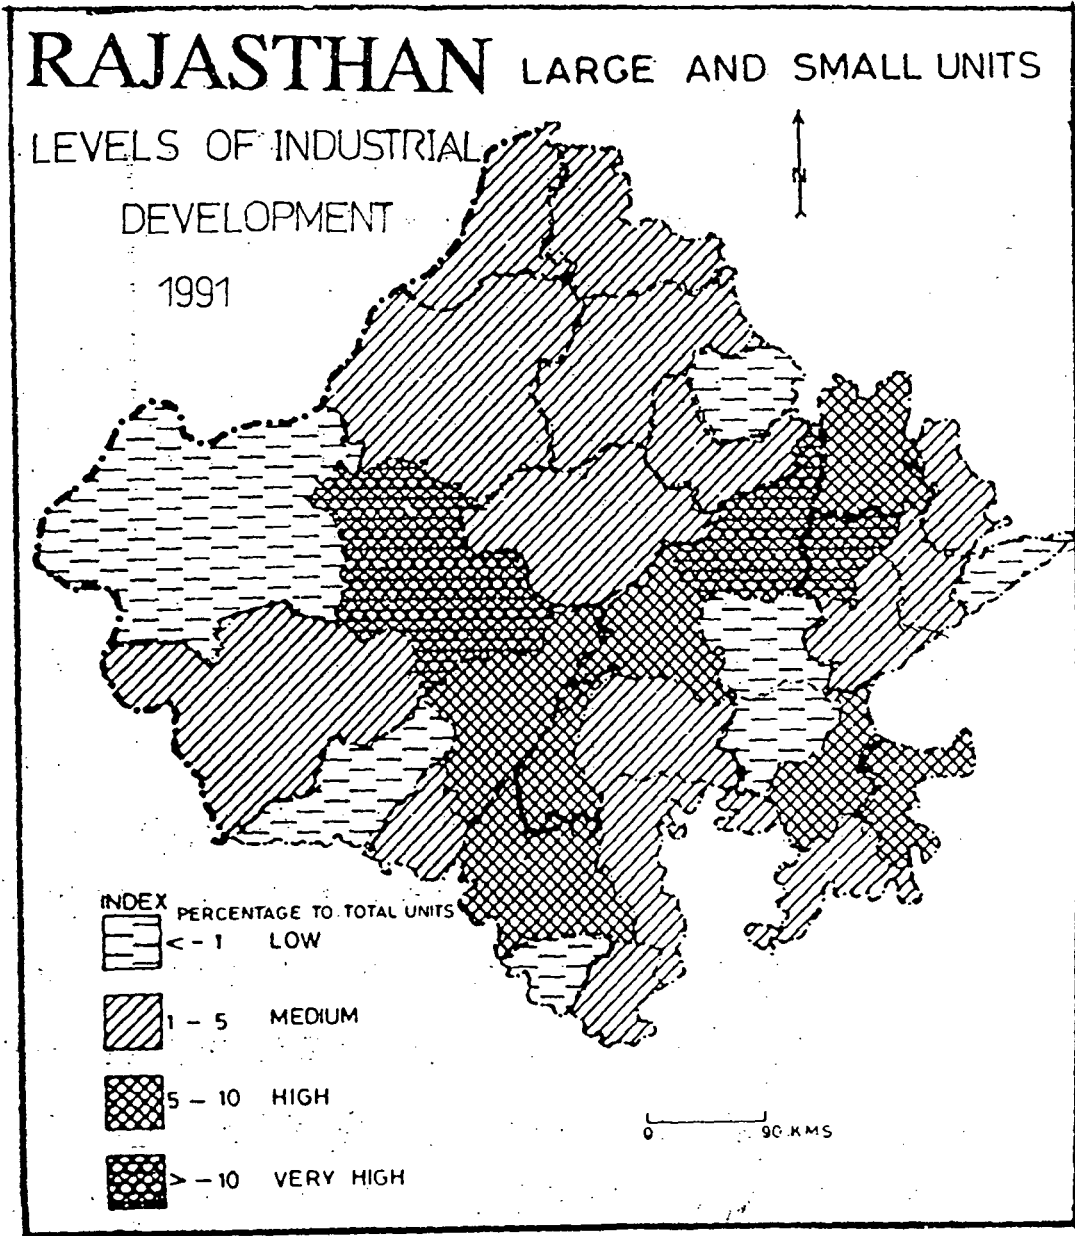 RAJASTHAN LARGE AND SMALL UNITS
LEVELS OF INDUSTRIAL
DEVELOPMENT
1991
N
INDEX PERCENTAGE TO TOTAL UNITS
< - 1 LOW
1 - 5 MEDIUM
5 - 10 HIGH
> - 10 VERY HIGH
0 90 KMS